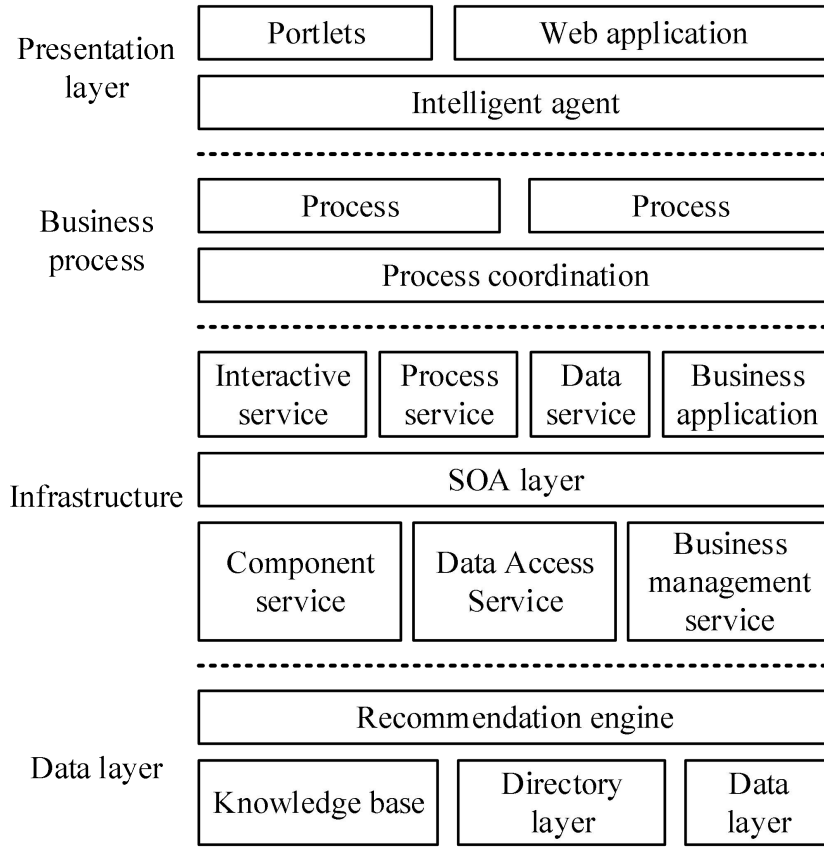 Presentation
layer
Portlets
Web application
Intelligent agent
Business
process
Process
Process
Process coordination
Infrastructure
Interactive
service
Process
service
Data
service
Business
application
SOA layer
Component
service
Data Access
Service
Business
management
service
Data layer
Recommendation engine
Knowledge base
Directory
layer
Data
layer